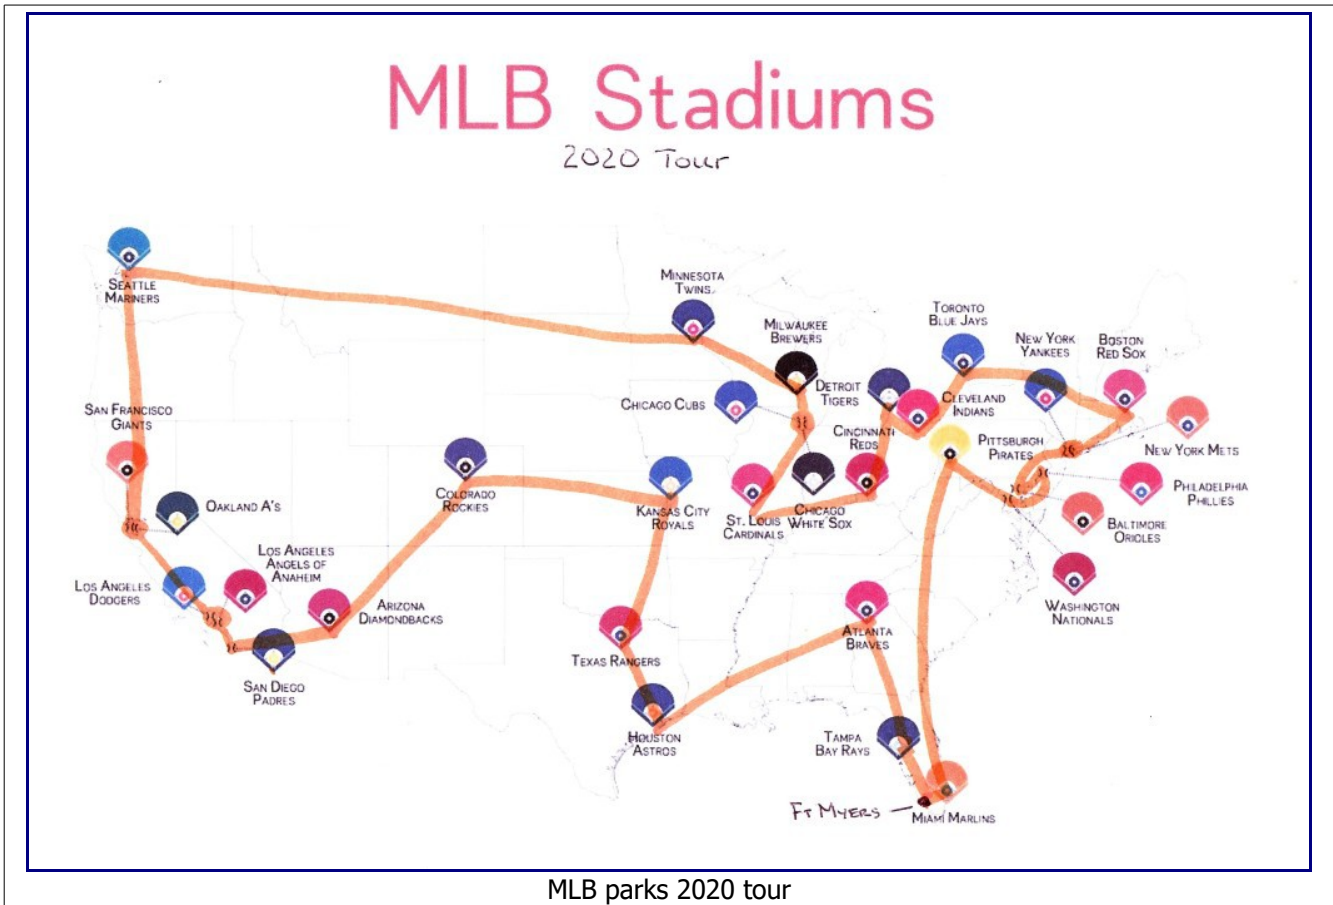 MLB Stadiums
2020 Tour
Seattle
Mariners
Minnesota
Twins
Milwaukee
Brewers
Toronto
Blue Jays
New York
Yankees
Boston
Red Sox
San Francisco
Giants
Chicago Cubs
Detroit
Tigers
Cleveland
Indians
Cincinnati
Reds
Pittsburgh
Pirates
New York Mets
Oakland A's
Colorado
Rockies
Kansas City
Royals
St. Louis
Cardinals
Chicago
White Sox
Philadelphia
Phillies
Baltimore
Orioles
Los Angeles
Dodgers
Los Angeles
Angels of
Anaheim
Arizona
Diamondbacks
Washington
Nationals
San Diego
Padres
Texas Rangers
Atlanta
Braves
Houston
Astros
Tampa
Bay Rays
Ft Myers
Miami Marlins
MLB parks 2020 tour